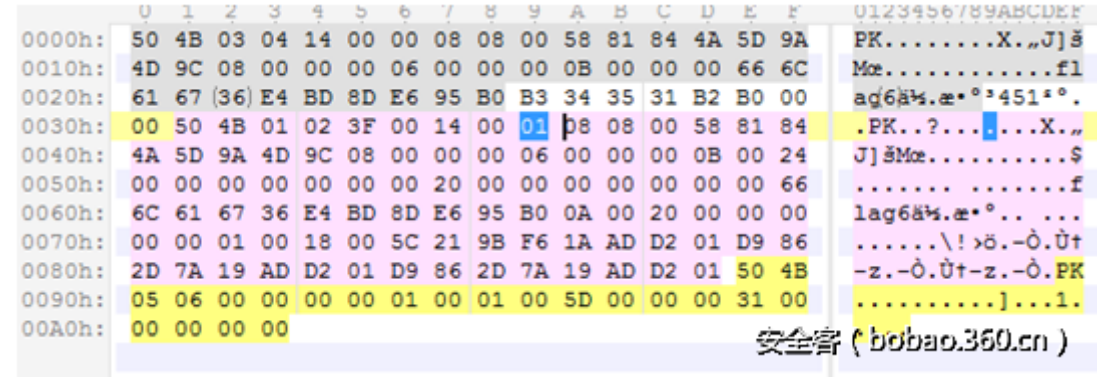 0 1 2 3 4 5 6 7 8 9 A B C D E F 0123456789ABCDEF
0000h: 50 4B 03 04 14 00 00 08 08 00 58 81 84 4A 5D 9A PK........X.„J]š
0010h: 4D 9C 08 00 00 00 06 00 00 00 0B 00 00 00 66 6C Mœ............fl
0020h: 61 67 36 E4 BD 8D E6 95 B0 B3 34 35 31 B2 B0 00 ag6ä½.æ•°³451²°.
0030h: 00 50 4B 01 02 3F 00 14 00 01 08 08 00 58 81 84 .PK..?.......X.„
0040h: 4A 5D 9A 4D 9C 08 00 00 00 06 00 00 00 0B 00 24 J]šMœ..........$
0050h: 00 00 00 00 00 00 00 20 00 00 00 00 00 00 00 66 ....... .......f
0060h: 6C 61 67 36 E4 BD 8D E6 95 B0 0A 00 20 00 00 00 lag6ä½.æ•°.. ...
0070h: 00 00 01 00 18 00 5C 21 9B F6 1A AD D2 01 D9 86 ......\!›ö.-Ò.Ù†
0080h: 2D 7A 19 AD D2 01 D9 86 2D 7A 19 AD D2 01 50 4B -z.-Ò.Ù†-z.-Ò.PK
0090h: 05 06 00 00 00 00 01 00 01 00 5D 00 00 00 31 00 ..........]...1.
00A0h: 00 00 00 00 ....
安全客 ( bobao.360.cn )